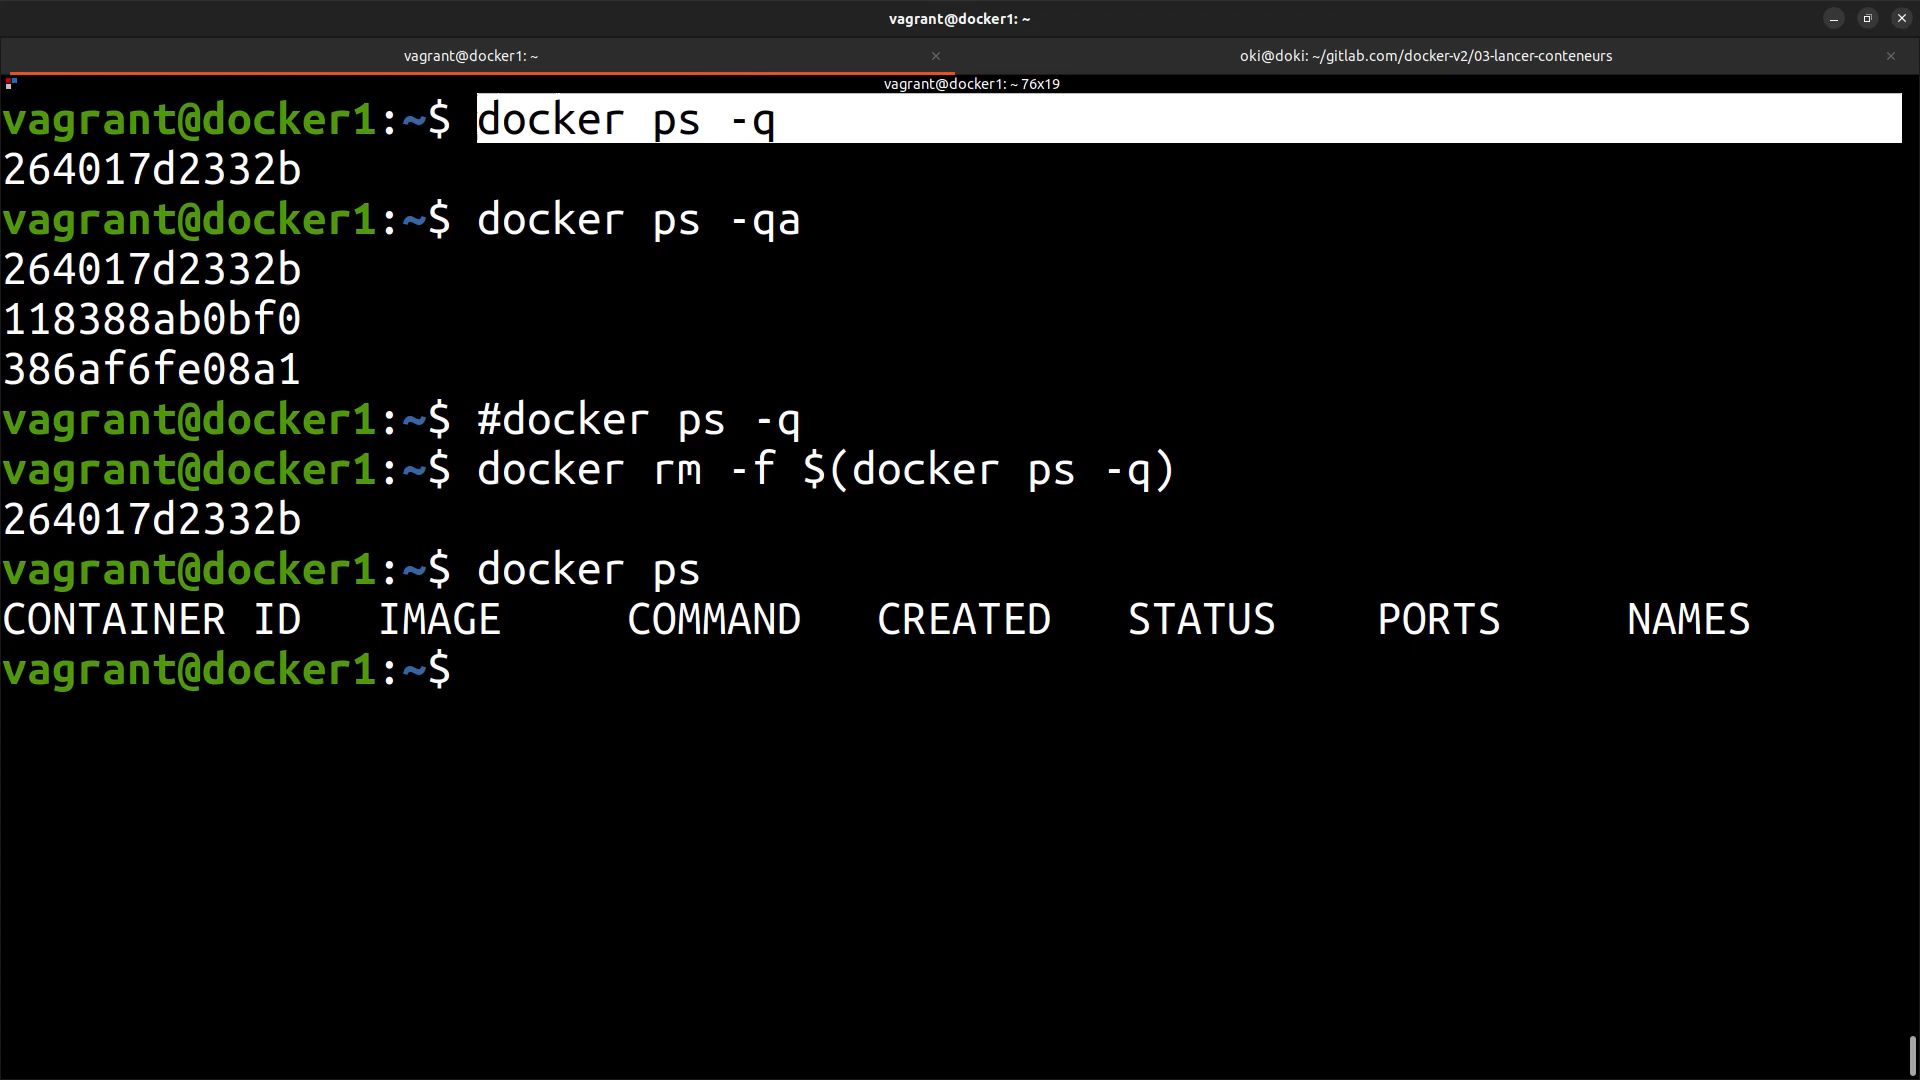 vagrant@docker1: ~
vagrant@docker1: ~
oki@doki: ~/gitlab.com/docker-v2/03-lancer-conteneurs
vagrant@docker1: ~ 76x19
vagrant@docker1:~$ docker ps -q
264017d2332b
vagrant@docker1:~$ docker ps -qa
264017d2332b
118388ab0bf0
386af6fe08a1
vagrant@docker1:~$ #docker ps -q
vagrant@docker1:~$ docker rm -f $(docker ps -q)
264017d2332b
vagrant@docker1:~$ docker ps
CONTAINER ID   IMAGE     COMMAND   CREATED   STATUS    PORTS     NAMES
vagrant@docker1:~$